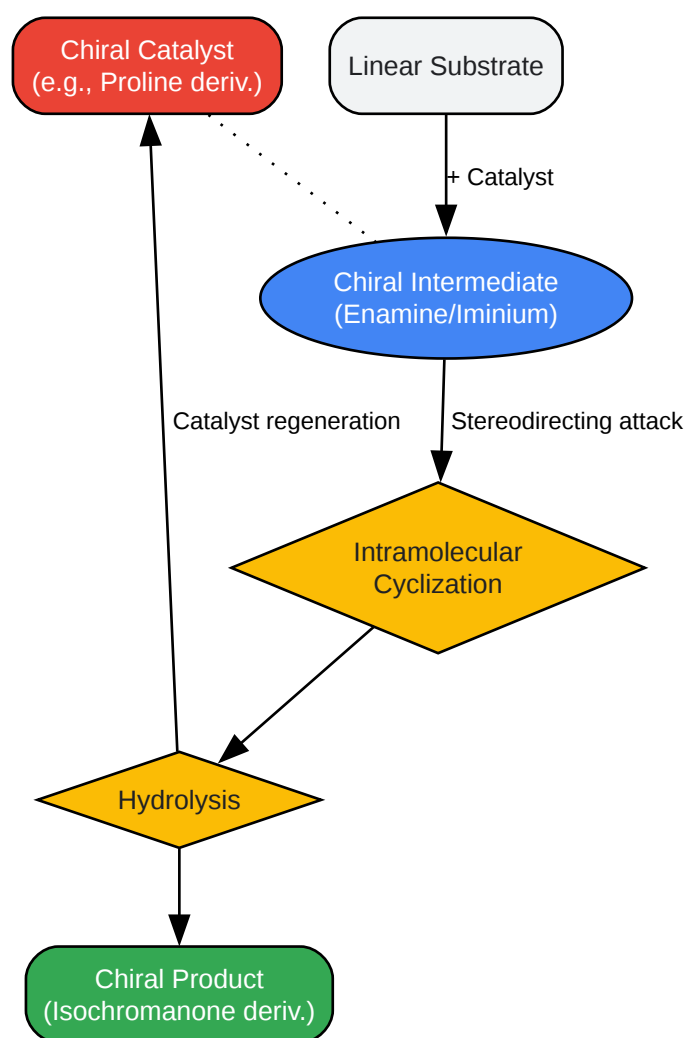 Chiral Catalyst
(e.g., Proline deriv.)
Linear Substrate
+ Catalyst
Chiral Intermediate
(Enamine/Iminium)
Catalyst regeneration
Stereodirecting attack
Intramolecular
Cyclization
Hydrolysis
Chiral Product
(Isochromanone deriv.)